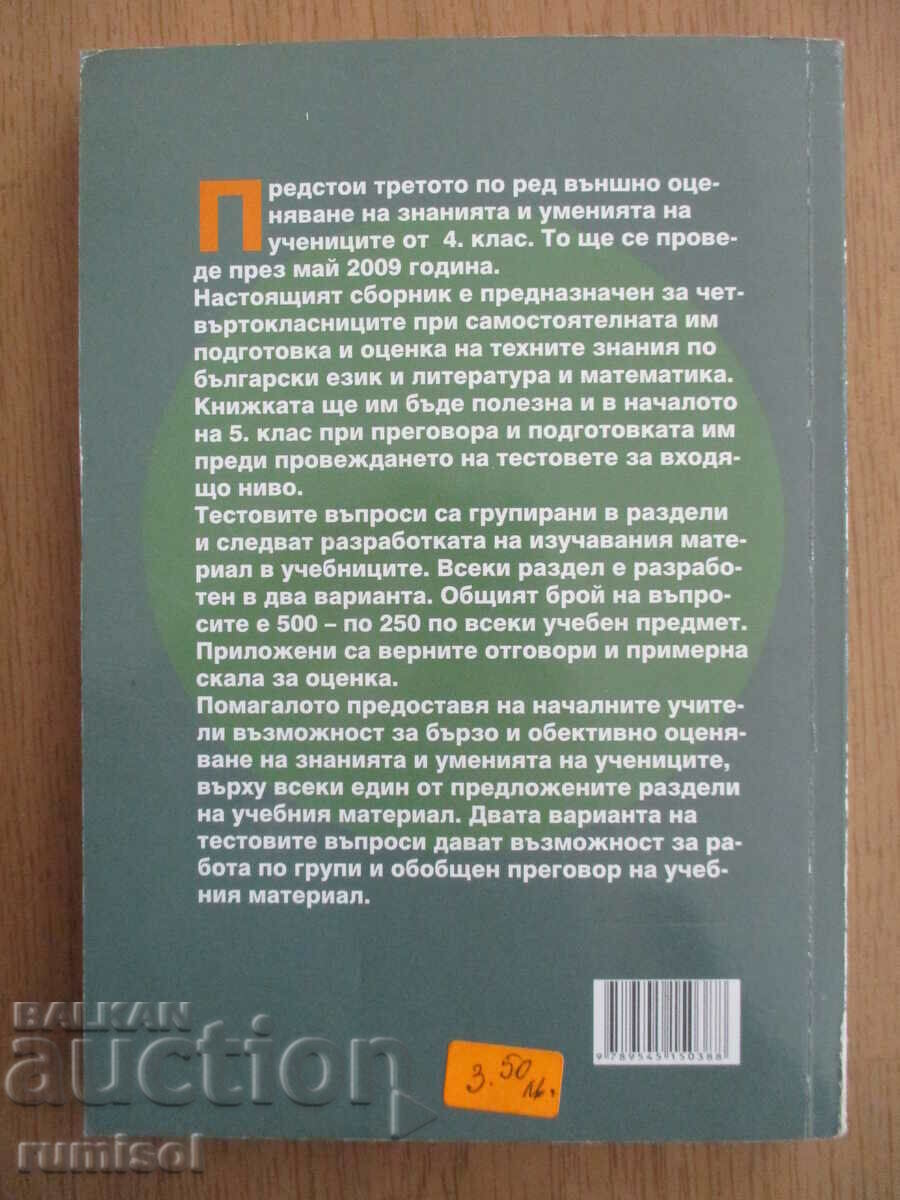 Предстои третото по ред външно оце-
няване на знанията и уменията на
учениците от 4. клас. То ще се прове-
де през май 2009 година.
Настоящият сборник е предназначен за чет-
въртокласниците при самостоятелната им
подготовка и оценка на техните знания по
български език и литература и математика.
Книжката ще им бъде полезна и в началото
на 5. клас при преговора и подготовката им
преди провеждането на тестовете за входя-
що ниво.
Тестовите въпроси са групирани в раздели
и следват разработката на изучавания мате-
риал в учебниците. Всеки раздел е разрабо-
тен в два варианта. Общият брой на въпро-
сите е 500 – по 250 по всеки учебен предмет.
Приложени са верните отговори и примерна
скала за оценка.
Помагалото предоставя на началните учите-
ли възможност за бързо и обективно оценя-
ване на знанията и уменията на учениците,
върху всеки един от предложените раздели
на учебния материал. Двата варианта на
тестовите въпроси дават възможност за ра-
бота по групи и обобщен преговор на учеб-
ния материал.
9 789545 150388
3.50
лв.
BALKAN
auction
rumisol